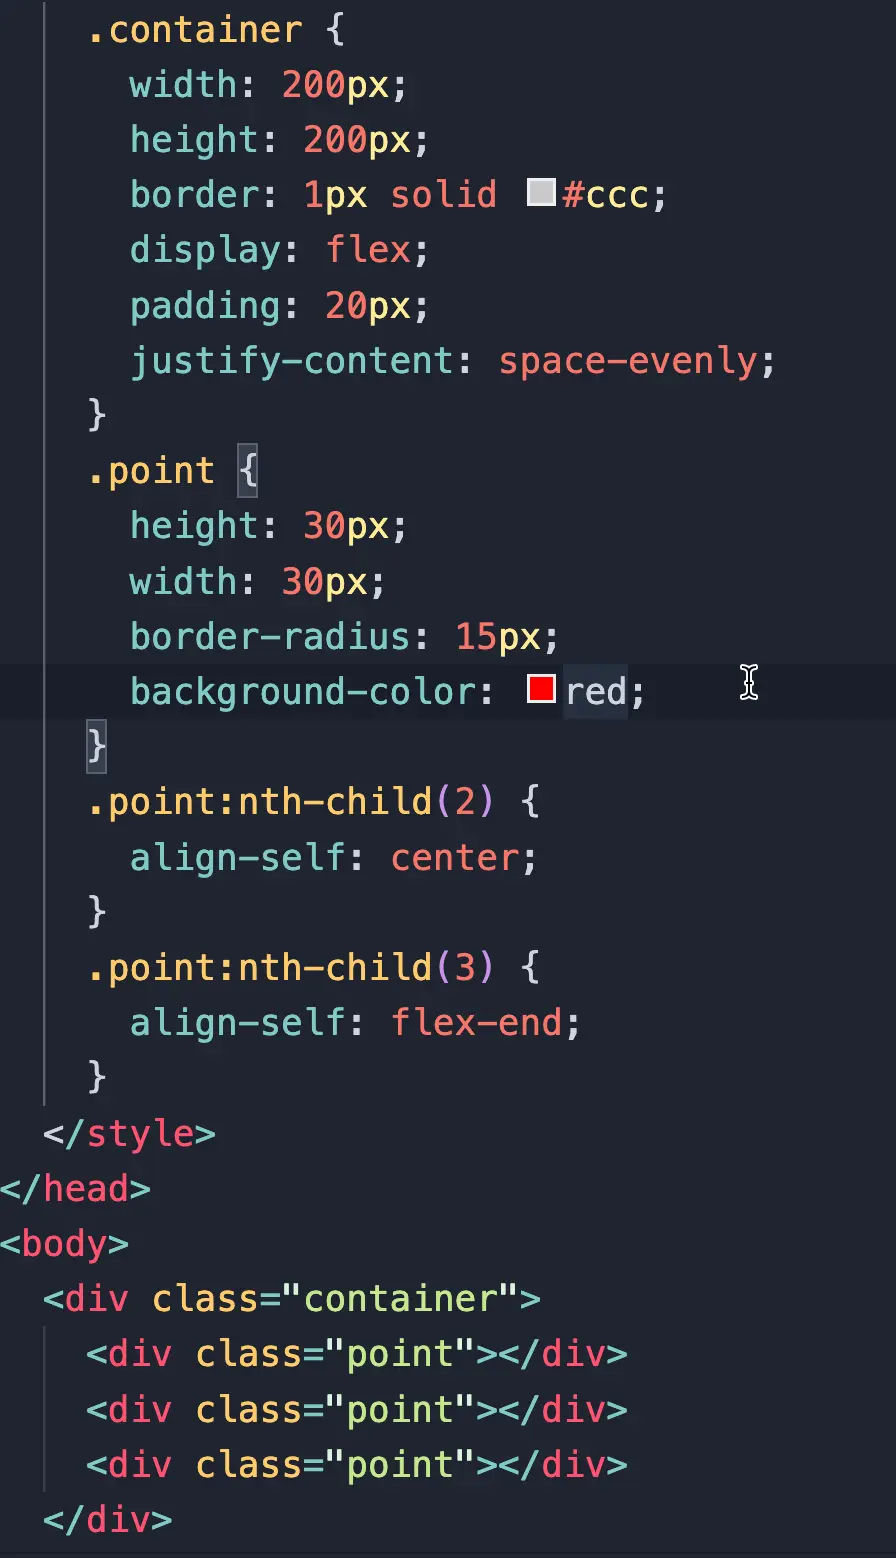 .container {
width: 200px;
height: 200px;
border: 1px solid #ccc;
display: flex;
padding: 20px;
justify-content: space-evenly;
}
.point {
height: 30px;
width: 30px;
border-radius: 15px;
background-color: red;
}
.point:nth-child(2) {
align-self: center;
}
.point:nth-child(3) {
align-self: flex-end;
}
</style>
</head>
<body>
<div class="container">
<div class="point"></div>
<div class="point"></div>
<div class="point"></div>
</div>